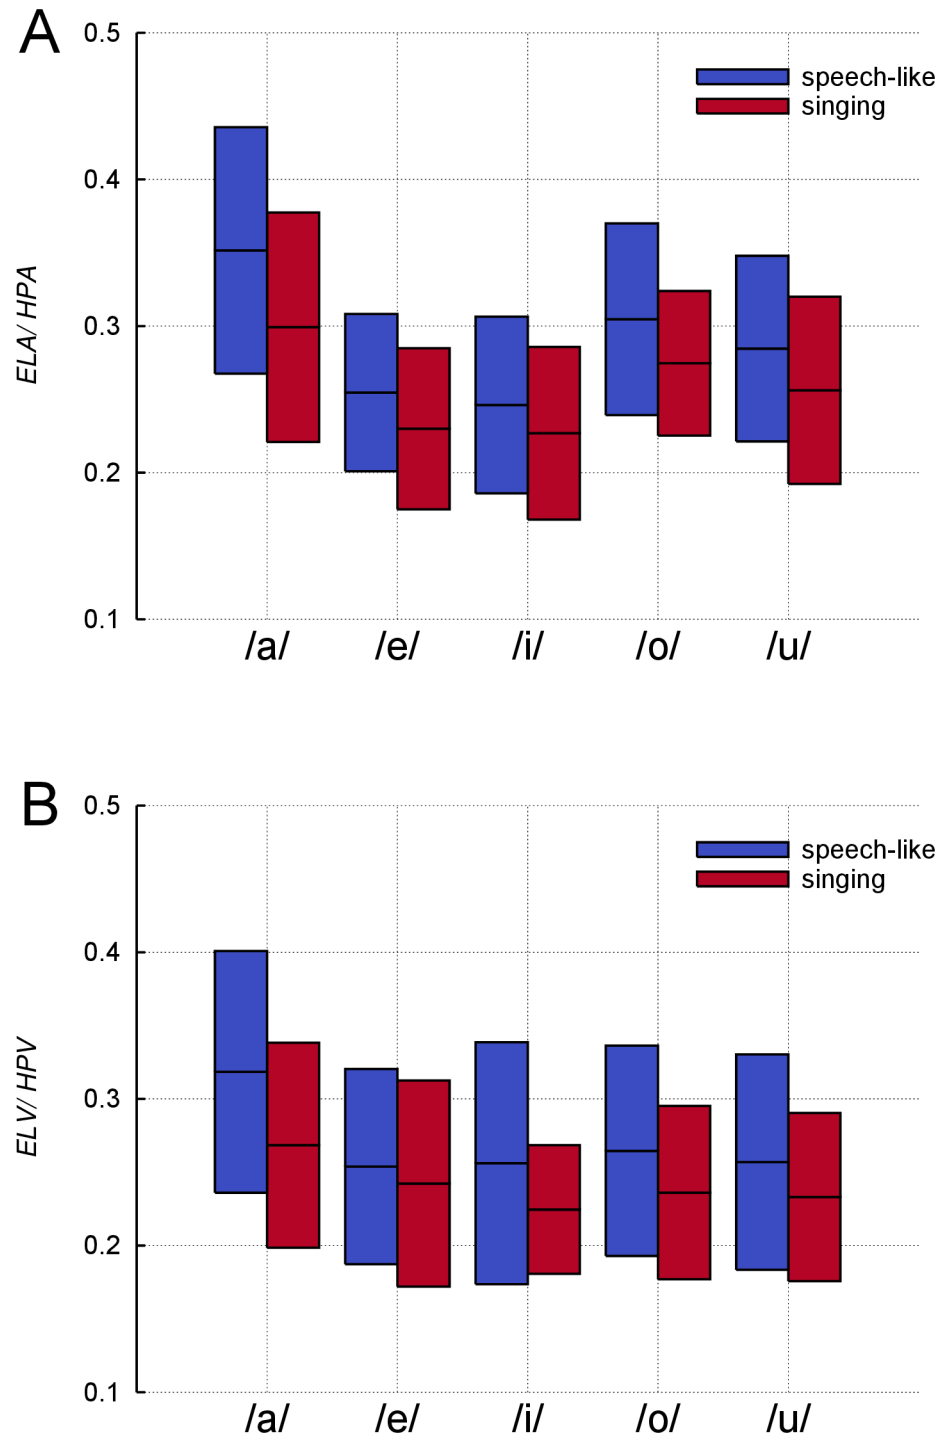 A
0.5
speech-like
singing
0.4
ELA/ HPA
0.3
0.2
0.1
/a/ /e/ /i/ /o/ /u/
B
0.5
speech-like
singing
0.4
ELV/ HPV
0.3
0.2
0.1
/a/ /e/ /i/ /o/ /u/